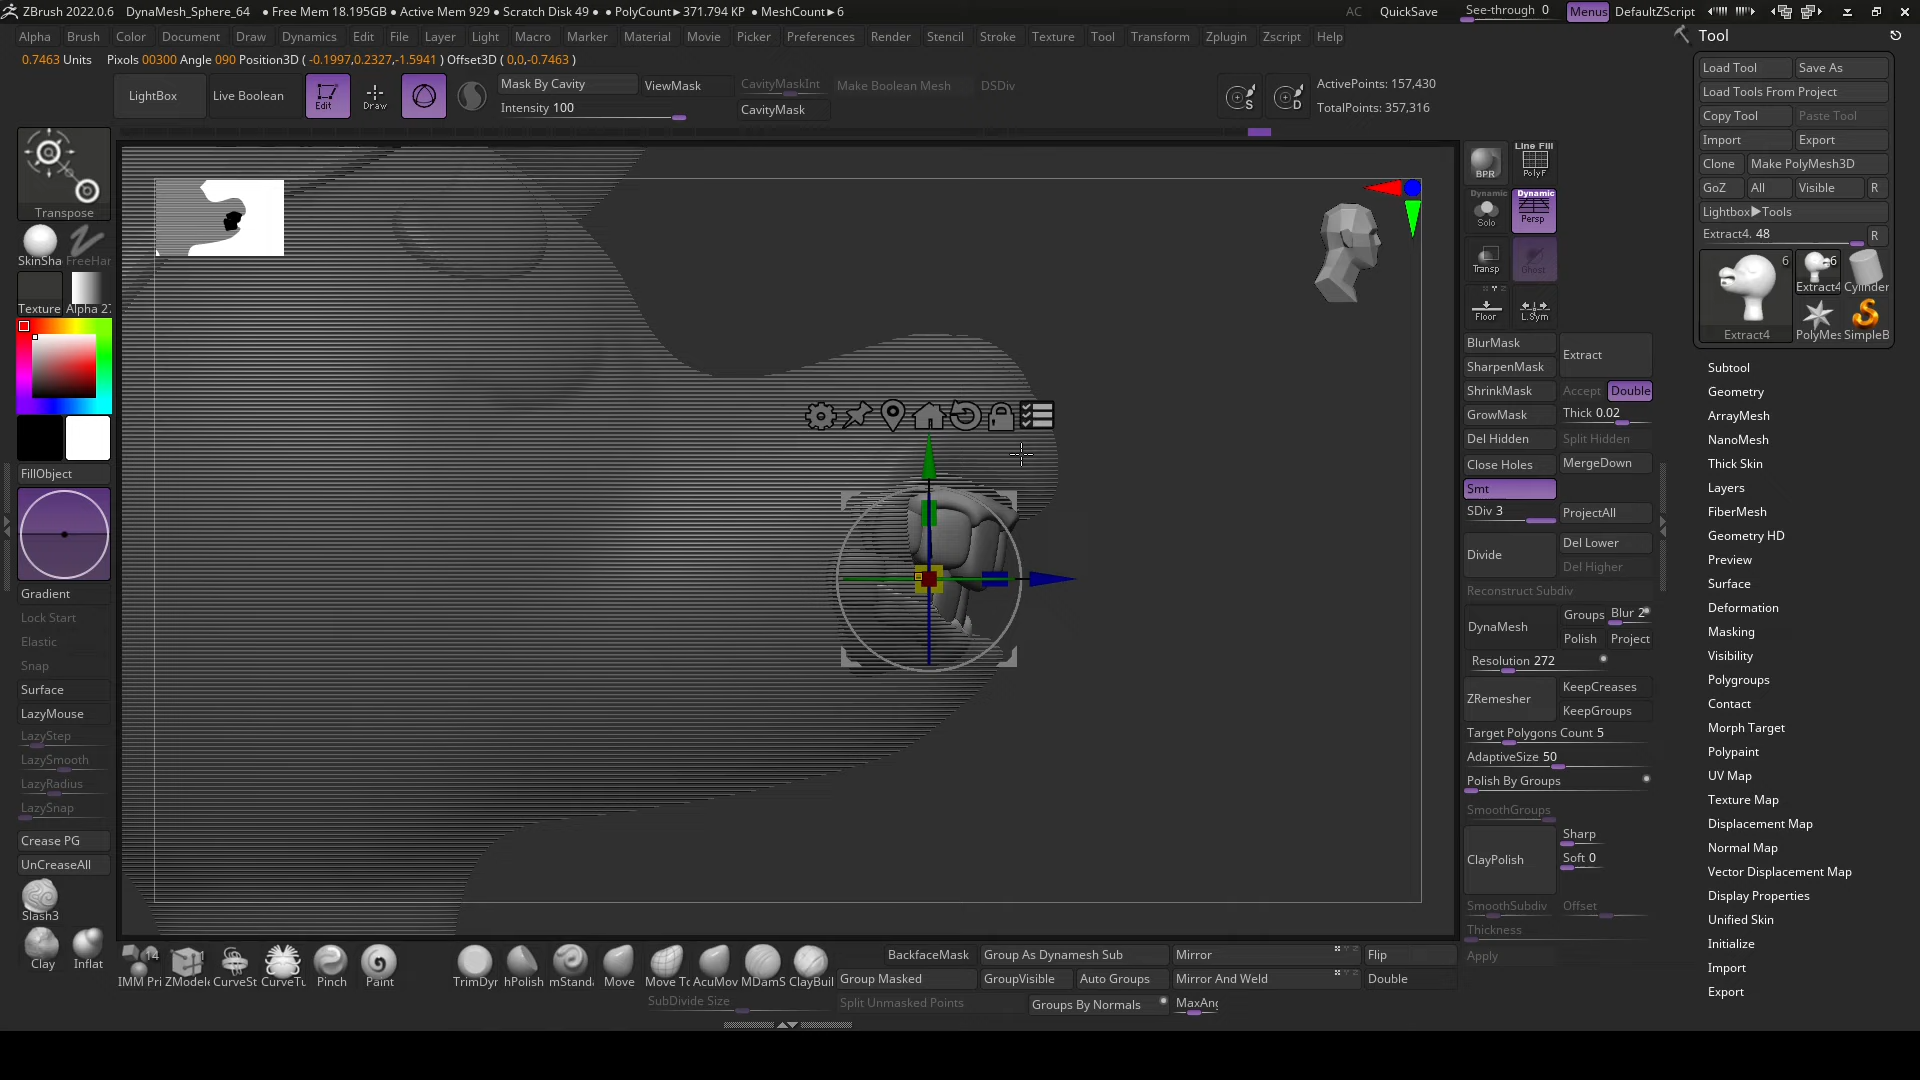 ZBrush 2022.0.6 DynaMesh_Sphere_64 ● Free Mem 18.195GB ● Active Mem 929 ● Scratch Disk 49 ● PolyCount►371.794 KP ● MeshCount►6 AC QuickSave See-through 0 Menus DefaultZScript
Alpha Brush Color Document Draw Dynamics Edit File Layer Light Macro Marker Material Movie Picker Preferences Render Stencil Stroke Texture Tool Transform Zplugin Zscript Help
Tool
0.7463 Units Pixols 00300 Angle 090 Position3D ( -0.1997,0.2327,-1.5941 ) Offset3D ( 0,0,-0.7463 )
LightBox
Live Boolean
Edit
Draw
Mask By Cavity
Intensity 100
ViewMask
CavityMaskInt
CavityMask
Make Boolean Mesh
DSDiv
S
D
ActivePoints: 157,430
TotalPoints: 357,316
Load Tool Save As
Load Tools From Project
Copy Tool Paste Tool
Import Export
Clone Make PolyMesh3D
GoZ All Visible R
Lightbox►Tools
Extract4. 48 R
6
6
Extract4 Cylinder
Extract4 PolyMes SimpleB
Transpose
SkinSha FreeHan
Texture Alpha 2
FillObject
Gradient
Lock Start
Elastic
Snap
Surface
LazyMouse
LazyStep
LazySmooth
LazyRadius
LazySnap
Crease PG
UnCreaseAll
Slash3
Clay Inflat
BPR
Line Fill
PolyF
Dynamic
Solo
Dynamic
Persp
Transp
Ghost
Floor
L.Sym
BlurMask
SharpenMask
Extract
ShrinkMask Accept Double
GrowMask Thick 0.02
Del Hidden Split Hidden
Close Holes MergeDown
Smt
SDiv 3 ProjectAll
Divide
Del Lower
Del Higher
Reconstruct Subdiv
DynaMesh
Groups Blur 2
Polish Project
Resolution 272
ZRemesher
KeepCreases
KeepGroups
Target Polygons Count 5
AdaptiveSize 50
Polish By Groups
SmoothGroups
ClayPolish
Sharp
Soft 0
SmoothSubdiv Offset
Thickness
Apply
Subtool
Geometry
ArrayMesh
NanoMesh
Thick Skin
Layers
FiberMesh
Geometry HD
Preview
Surface
Deformation
Masking
Visibility
Polygroups
Contact
Morph Target
Polypaint
UV Map
Texture Map
Displacement Map
Normal Map
Vector Displacement Map
Display Properties
Unified Skin
Initialize
Import
Export
14
IMM Pri ZModele CurveSt CurveTu Pinch Paint TrimDyr hPolish mStand Move Move Tc AcuMov MDamS ClayBuil
BackfaceMask Group As Dynamesh Sub Mirror Flip
Group Masked GroupVisible Auto Groups Mirror And Weld Double
SubDivide Size Split Unmasked Points Groups By Normals MaxAng